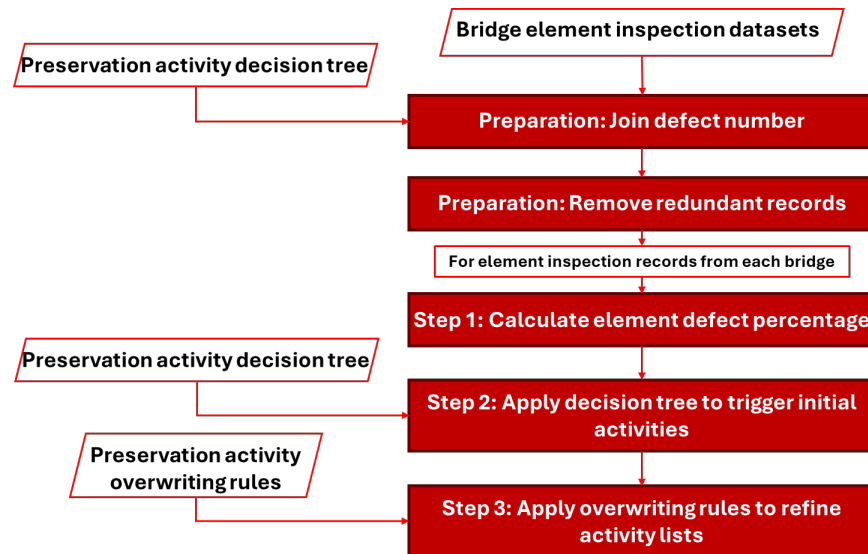 Bridge element inspection datasets
Preservation activity decision tree
Preparation: Join defect number
Preparation: Remove redundant records
For element inspection records from each bridge
Step 1: Calculate element defect percentage
Preservation activity decision tree
Step 2: Apply decision tree to trigger initial
activities
Preservation activity
overwriting rules
Step 3: Apply overwriting rules to refine
activity lists